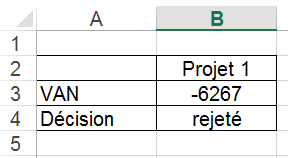 A B
1
2 Projet 1
3 VAN -6267
4 Décision rejeté
5